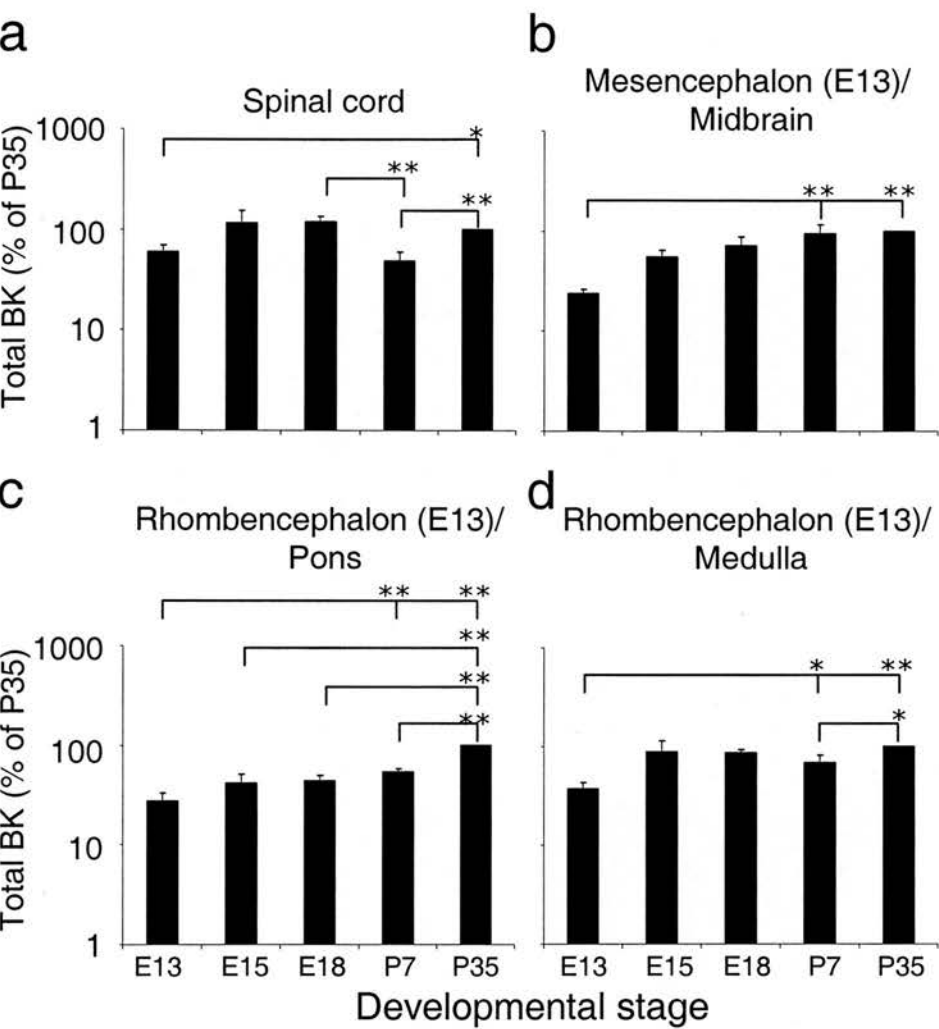 a
Spinal cord
Total BK (% of P35)
1000
100
10
1
*
**
**
b
Mesencephalon (E13)/
Midbrain
**
**
c
Rhombencephalon (E13)/
Pons
Total BK (% of P35)
1000
100
10
1
**
**
**
**
**
E13
E15
E18
P7
P35
d
Rhombencephalon (E13)/
Medulla
*
**
*
E13
E15
E18
P7
P35
Developmental stage